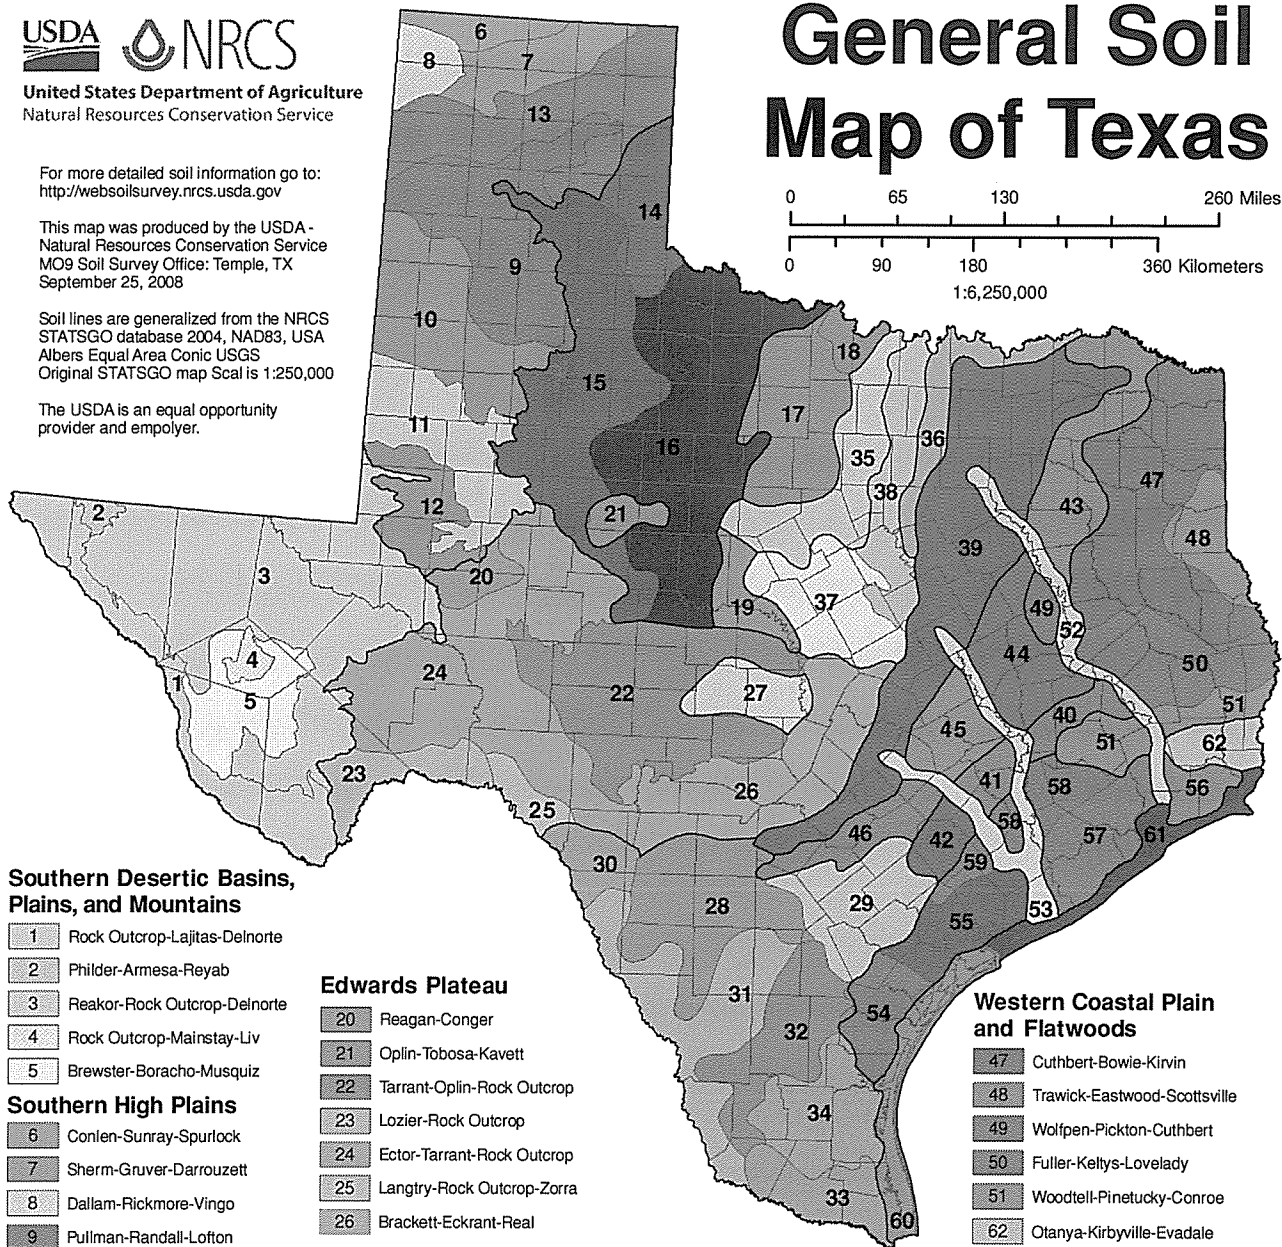 USDA NRCS
United States Department of Agriculture
Natural Resources Conservation Service
General Soil
Map of Texas
For more detailed soil information go to:
http://websoilsurvey.nrcs.usda.gov
This map was produced by the USDA -
Natural Resources Conservation Service
MO9 Soil Survey Office: Temple, TX
September 25, 2008
Soil lines are generalized from the NRCS
STATSGO database 2004, NAD83, USA
Albers Equal Area Conic USGS
Original STATSGO map Scal is 1:250,000
The USDA is an equal opportunity
provider and empolyer.
0 65 130 260 Miles
0 90 180 360 Kilometers
1:6,250,000
6
8
7
13
14
9
10
18
15
11
17
36
16
35
47
38
12
43
2
21
48
39
3
20
37
19
49
52
44
4
24
50
1
22
27
5
51
40
45
51
62
23
41
58
56
26
25
58
46
42
57
61
30
59
28
29
53
55
31
54
32
34
33
60
Southern Desertic Basins,
Plains, and Mountains
1 Rock Outcrop-Lajitas-Delnorte
2 Philder-Armesa-Reyab
3 Reakor-Rock Outcrop-Delnorte
4 Rock Outcrop-Mainstay-Liv
5 Brewster-Boracho-Musquiz
Southern High Plains
6 Conlen-Sunray-Spurlock
7 Sherm-Gruver-Darrouzett
8 Dallam-Rickmore-Vingo
9 Pullman-Randall-Lofton
Edwards Plateau
20 Reagan-Conger
21 Oplin-Tobosa-Kavett
22 Tarrant-Oplin-Rock Outcrop
23 Lozier-Rock Outcrop
24 Ector-Tarrant-Rock Outcrop
25 Langtry-Rock Outcrop-Zorra
26 Brackett-Eckrant-Real
Western Coastal Plain
and Flatwoods
47 Cuthbert-Bowie-Kirvin
48 Trawick-Eastwood-Scottsville
49 Wolfpen-Pickton-Cuthbert
50 Fuller-Keltys-Lovelady
51 Woodtell-Pinetucky-Conroe
62 Otanya-Kirbyville-Evadale